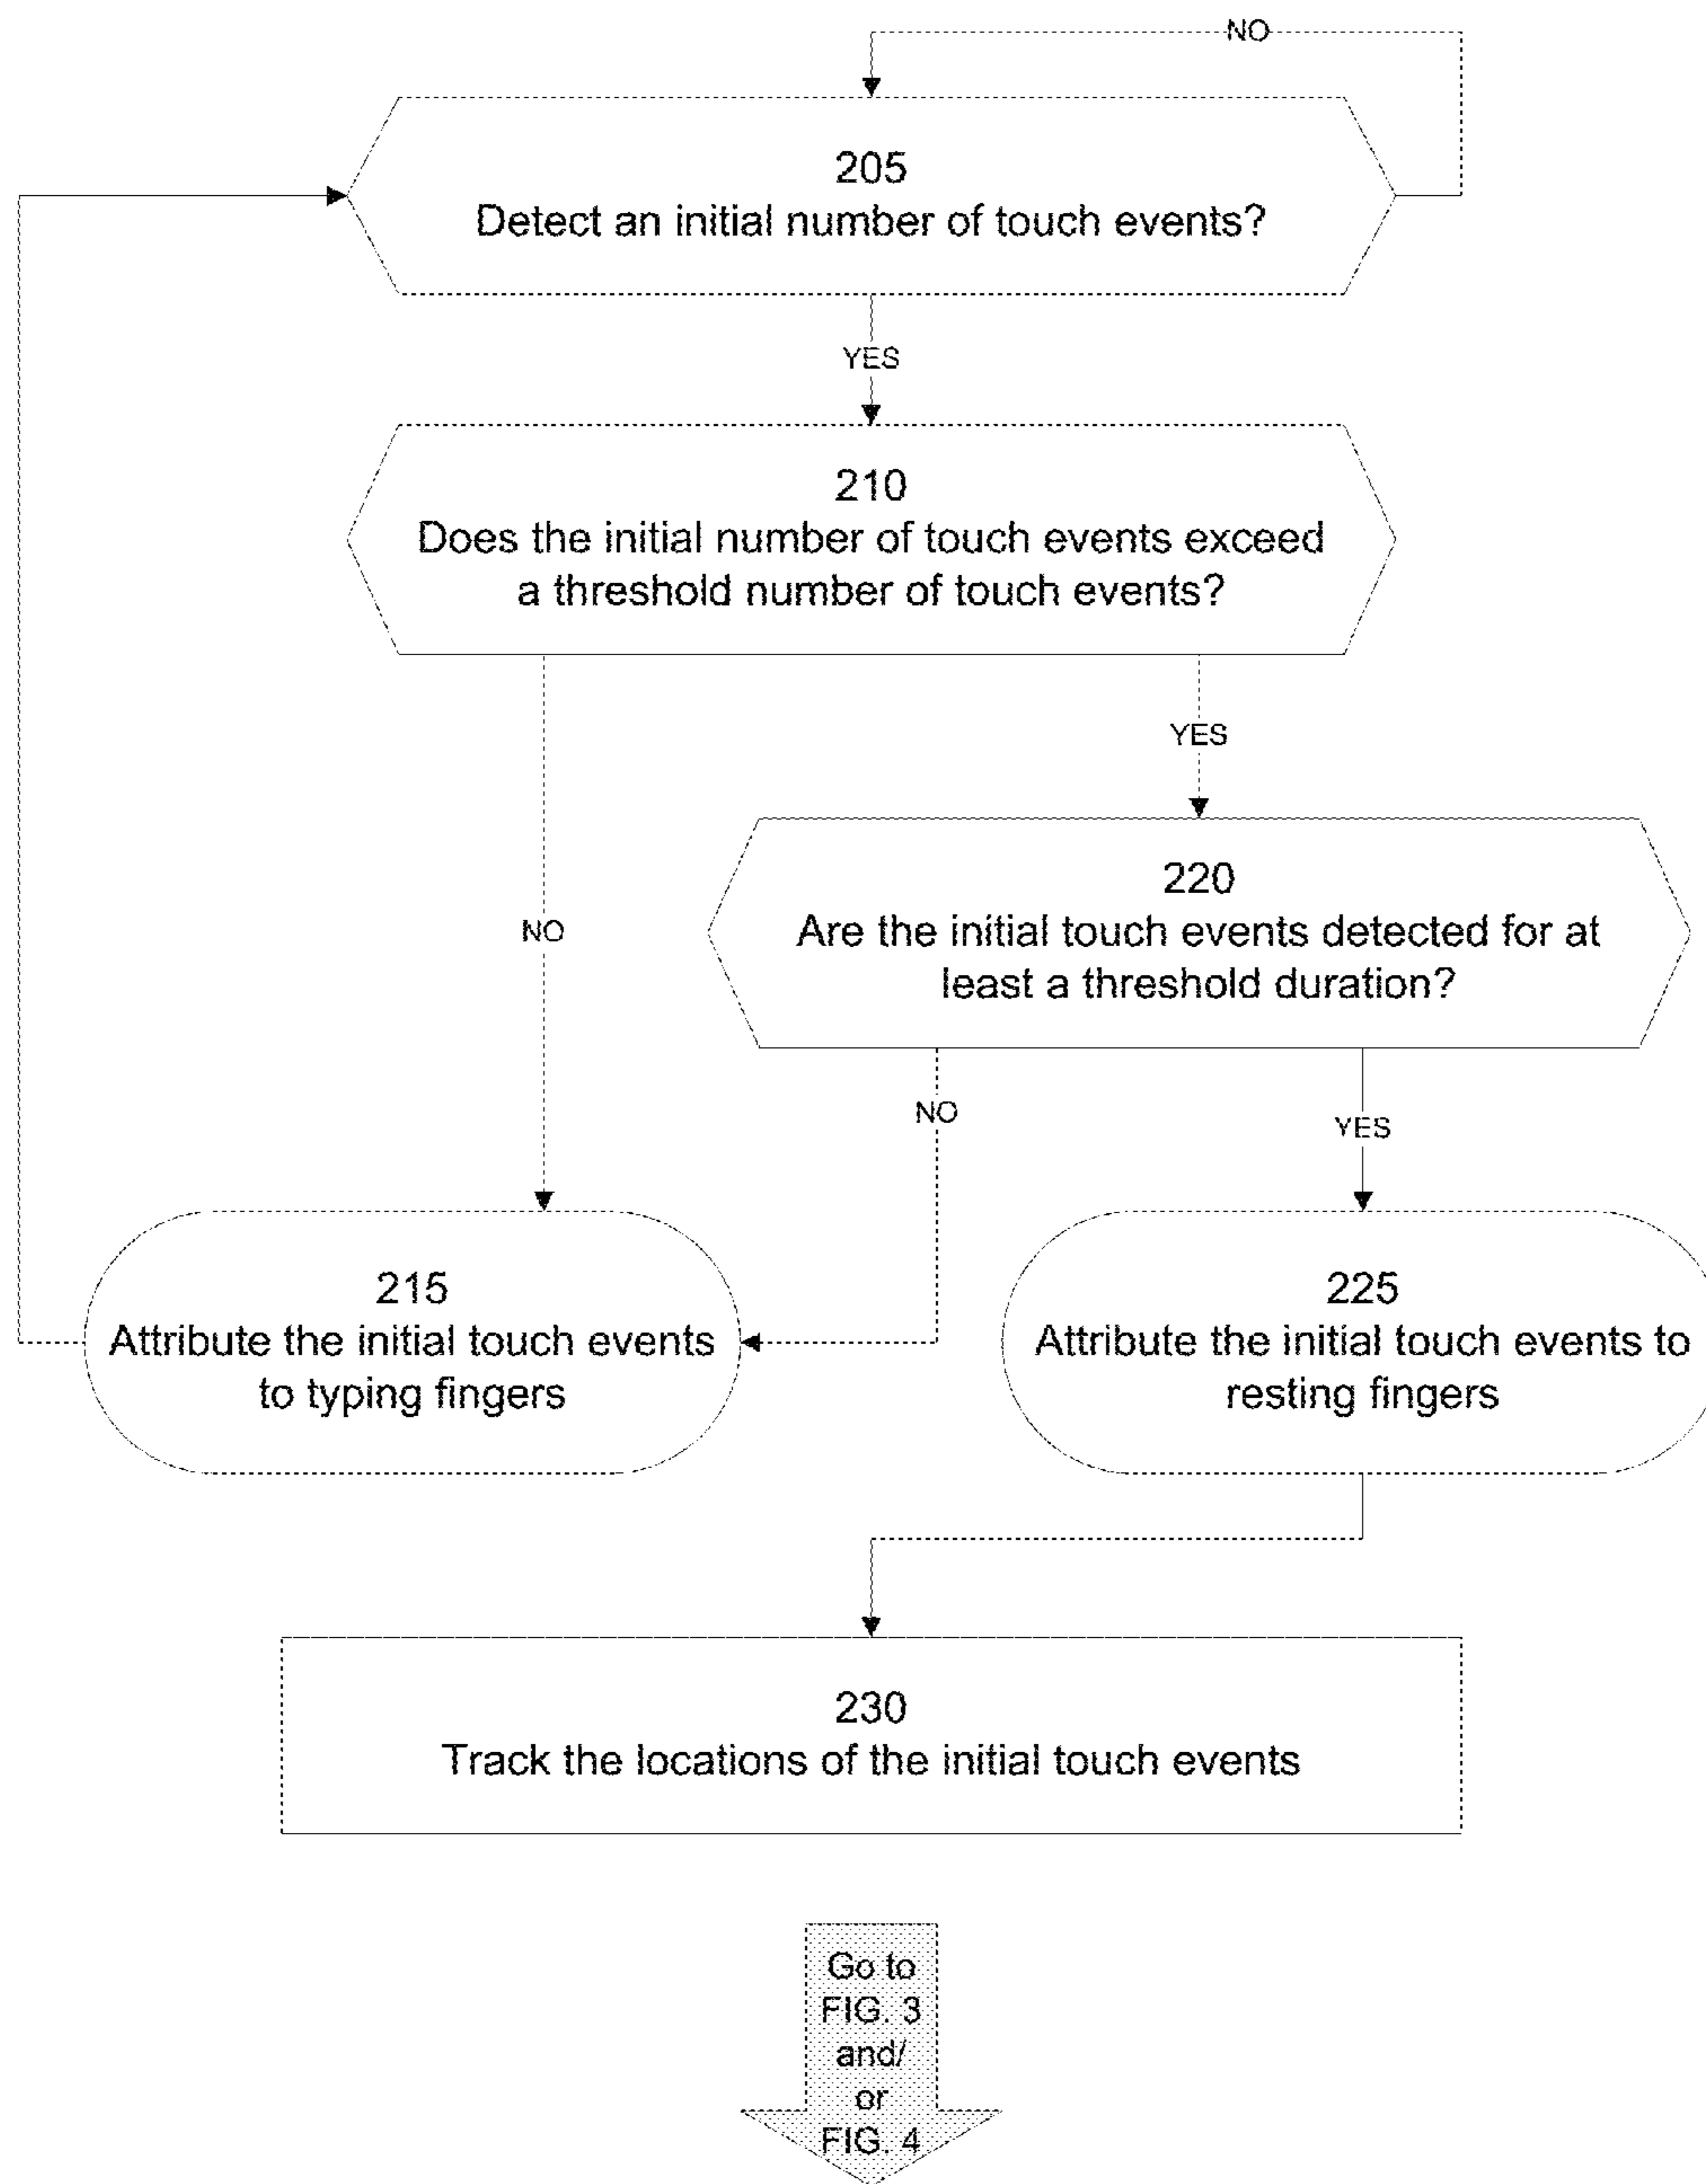 NO
205
Detect an initial number of touch events?
YES
210
Does the initial number of touch events exceed
a threshold number of touch events?
YES
220
Are the initial touch events detected for at
least a threshold duration?
NO
NO
YES
215
Attribute the initial touch events
to typing fingers
225
Attribute the initial touch events to
resting fingers
230
Track the locations of the initial touch events
Go to
FIG. 3
and/
or
FIG. 4